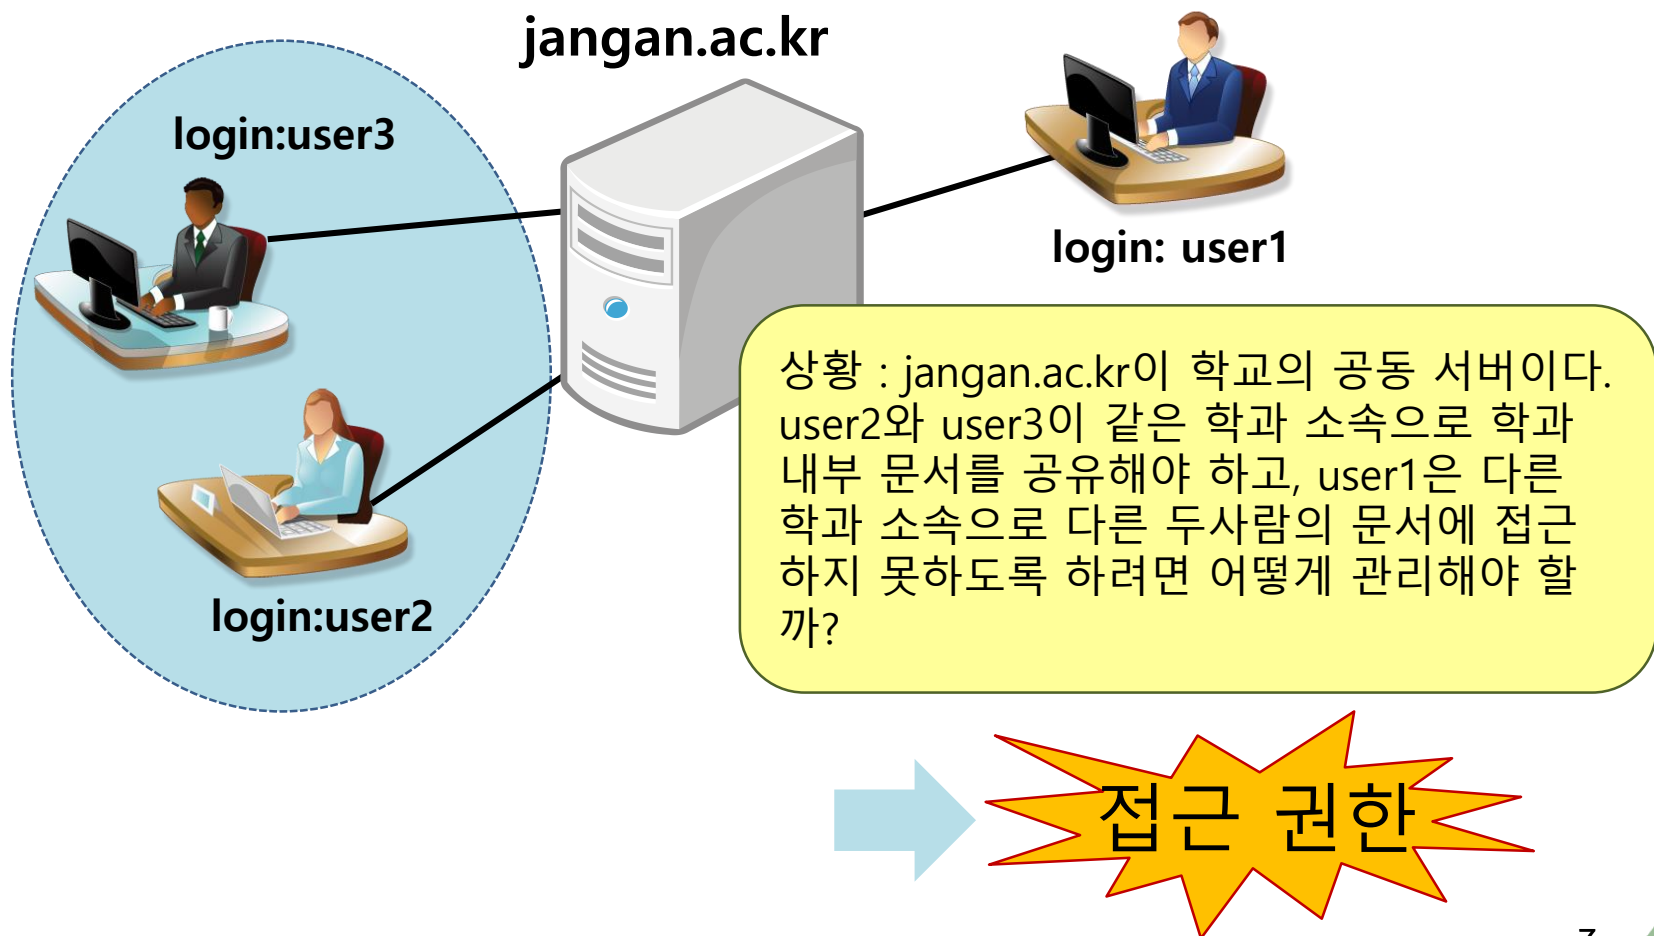 jangan.ac.kr
login:user3
login: user1
상황 : jangan.ac.kr이 학교의 공동 서버이다.
user2와 user3이 같은 학과 소속으로 학과
내부 문서를 공유해야 하고, user1은 다른
학과 소속으로 다른 두사람의 문서에 접근
하지 못하도록 하려면 어떻게 관리해야 할
까?
login:user2
접근 권한